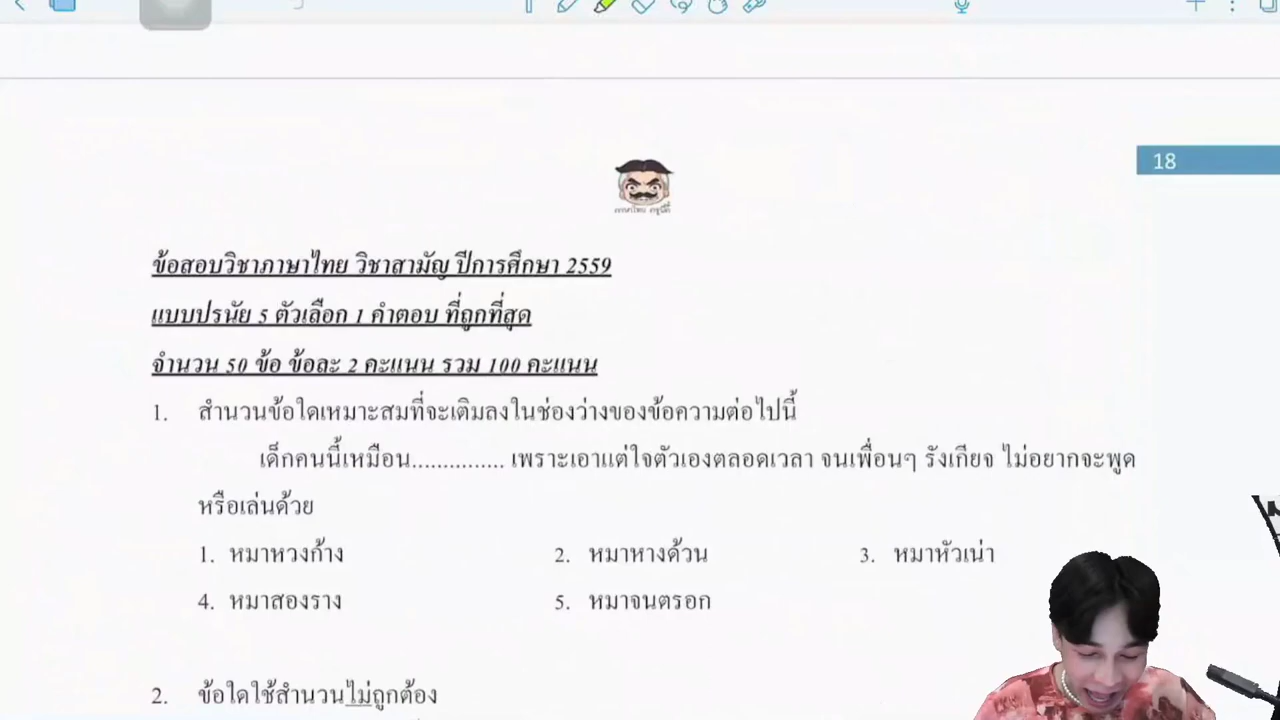 18
ภาษาไทย ครูปิ๊ก
ข้อสอบวิชาภาษาไทย วิชาสามัญ ปีการศึกษา 2559
แบบปรนัย 5 ตัวเลือก 1 คำตอบ ที่ถูกที่สุด
จำนวน 50 ข้อ ข้อละ 2 คะแนน รวม 100 คะแนน
1. สำนวนข้อใดเหมาะสมที่จะเติมลงในช่องว่างของข้อความต่อไปนี้
เด็กคนนี้เหมือน............... เพราะเอาแต่ใจตัวเองตลอดเวลา จนเพื่อนๆ รังเกียจ ไม่อยากจะพูด
หรือเล่นด้วย
1. หมาหวงก้าง 2. หมาหางด้วน 3. หมาหัวเน่า
4. หมาสองราง 5. หมาจนตรอก
2. ข้อใดใช้สำนวนไม่ถูกต้อง